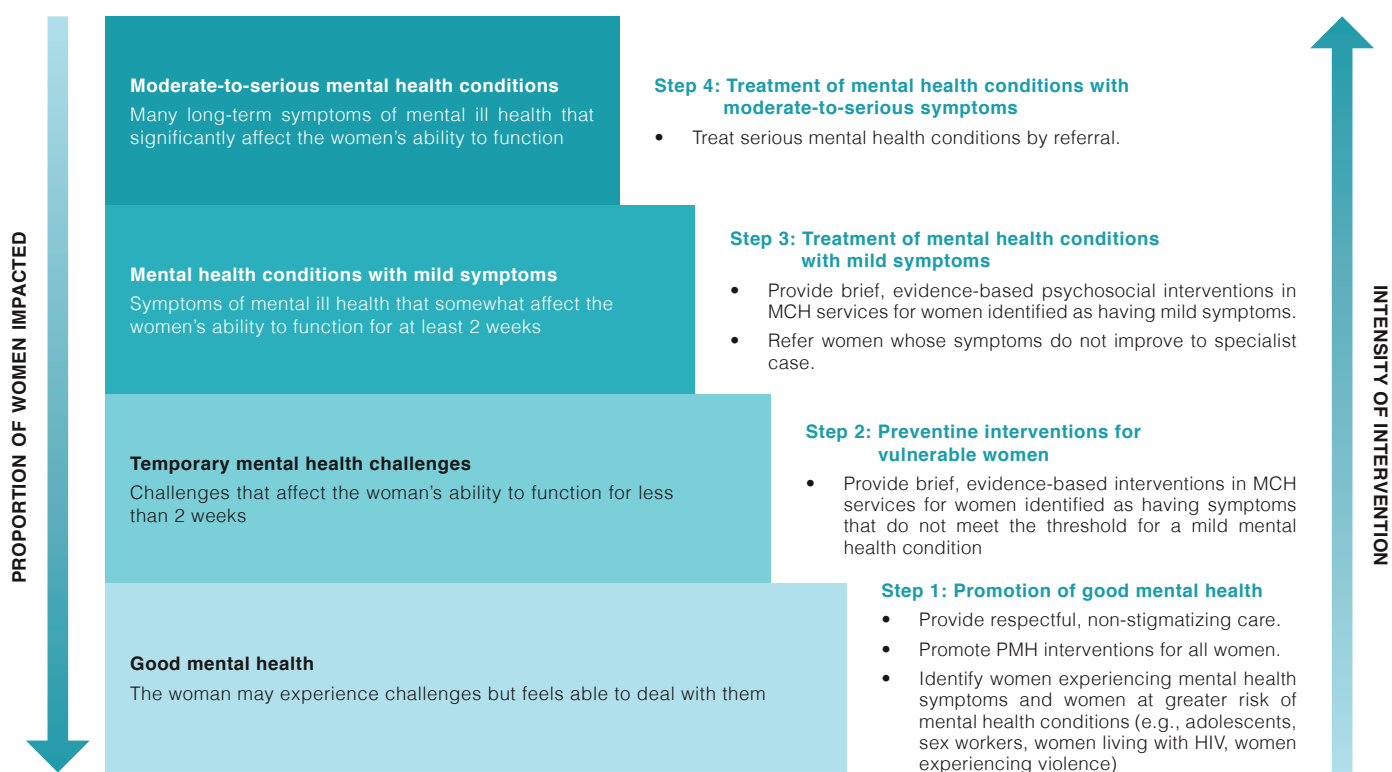 PROPORTION OF WOMEN IMPACTED
Moderate-to-serious mental health conditions
Many long-term symptoms of mental ill health that
significantly affect the women’s ability to function
Step 4: Treatment of mental health conditions with
moderate-to-serious symptoms
• Treat serious mental health conditions by referral.
Mental health conditions with mild symptoms
Symptoms of mental ill health that somewhat affect the
women’s ability to function for at least 2 weeks
Step 3: Treatment of mental health conditions
with mild symptoms
• Provide brief, evidence-based psychosocial interventions in
MCH services for women identified as having mild symptoms.
• Refer women whose symptoms do not improve to specialist
case.
Temporary mental health challenges
Challenges that affect the woman’s ability to function for less
than 2 weeks
Step 2: Preventine interventions for
vulnerable women
• Provide brief, evidence-based interventions in MCH
services for women identified as having symptoms
that do not meet the threshold for a mild mental
health condition
Good mental health
The woman may experience challenges but feels able to deal with them
Step 1: Promotion of good mental health
• Provide respectful, non-stigmatizing care.
• Promote PMH interventions for all women.
• Identify women experiencing mental health
symptoms and women at greater risk of
mental health conditions (e.g., adolescents,
sex workers, women living with HIV, women
experiencing violence)
INTENSITY OF INTERVENTION